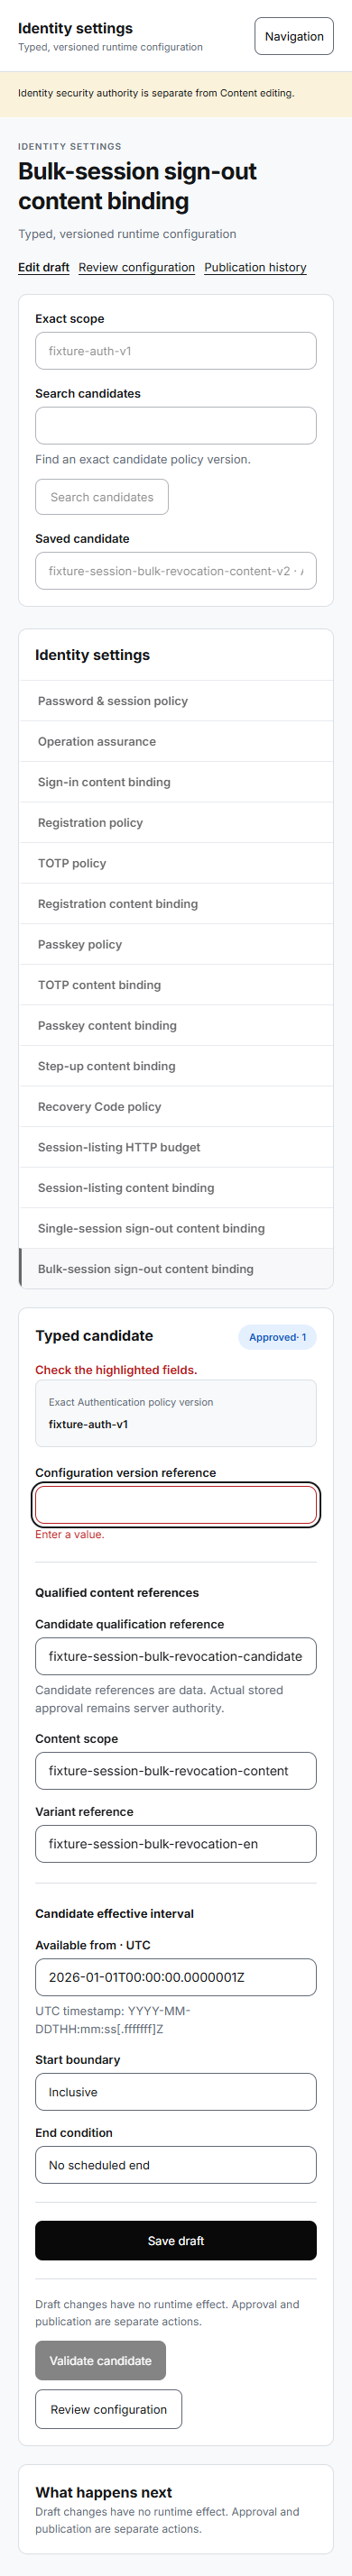 Identity settings
Typed, versioned runtime configuration
Navigation
Identity security authority is separate from Content editing.
IDENTITY SETTINGS
Bulk-session sign-out
content binding
Typed, versioned runtime configuration
Edit draft Review configuration Publication history
Exact scope
fixture-auth-v1
Search candidates
Find an exact candidate policy version.
Search candidates
Saved candidate
fixture-session-bulk-revocation-content-v2 ·
Identity settings
Password & session policy
Operation assurance
Sign-in content binding
Registration policy
TOTP policy
Registration content binding
Passkey policy
TOTP content binding
Passkey content binding
Step-up content binding
Recovery Code policy
Session-listing HTTP budget
Session-listing content binding
Single-session sign-out content binding
Bulk-session sign-out content binding
Typed candidate
Approved· 1
Check the highlighted fields.
Exact Authentication policy version
fixture-auth-v1
Configuration version reference
Enter a value.
Qualified content references
Candidate qualification reference
fixture-session-bulk-revocation-candidate
Candidate references are data. Actual stored
approval remains server authority.
Content scope
fixture-session-bulk-revocation-content
Variant reference
fixture-session-bulk-revocation-en
Candidate effective interval
Available from · UTC
2026-01-01T00:00:00.0000001Z
UTC timestamp: YYYY-MM-
DDTHH:mm:ss[.fffffff]Z
Start boundary
Inclusive
End condition
No scheduled end
Save draft
Draft changes have no runtime effect. Approval and
publication are separate actions.
Validate candidate
Review configuration
What happens next
Draft changes have no runtime effect. Approval and
publication are separate actions.